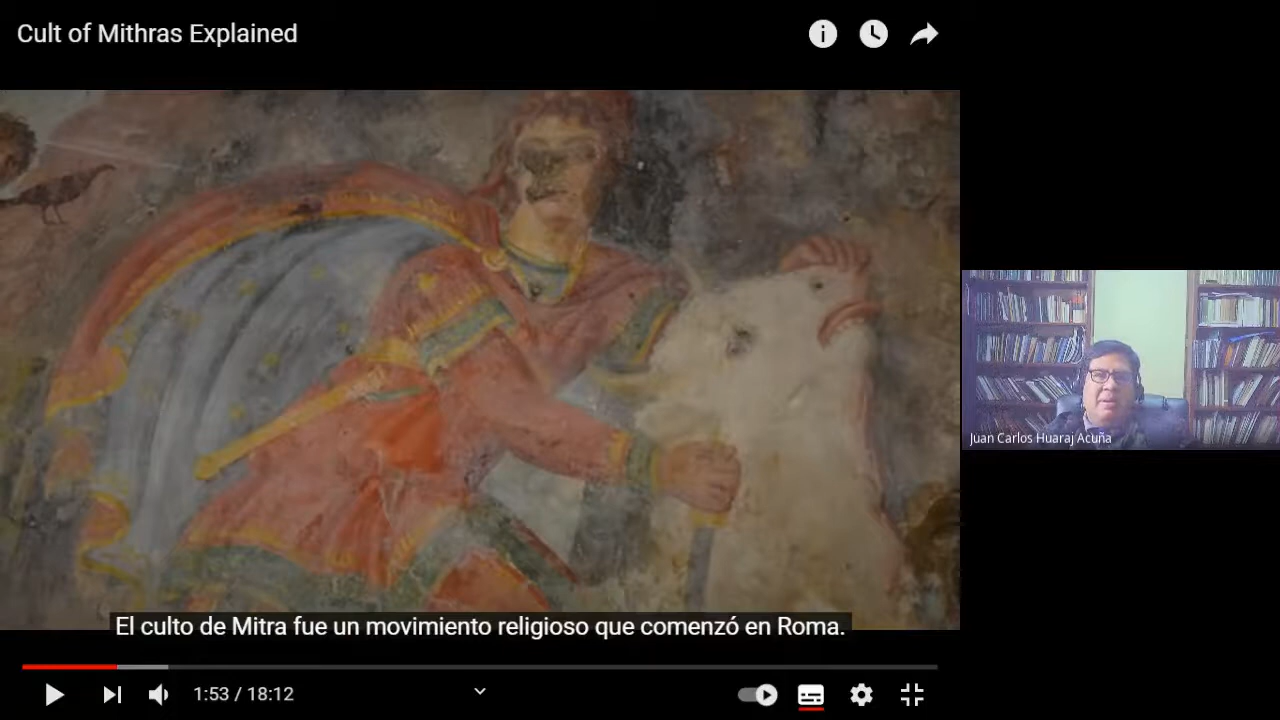 Cult of Mithras Explained
Juan Carlos Huaraj Acuña
El culto de Mitra fue un movimiento religioso que comenzó en Roma.
1:53 / 18:12